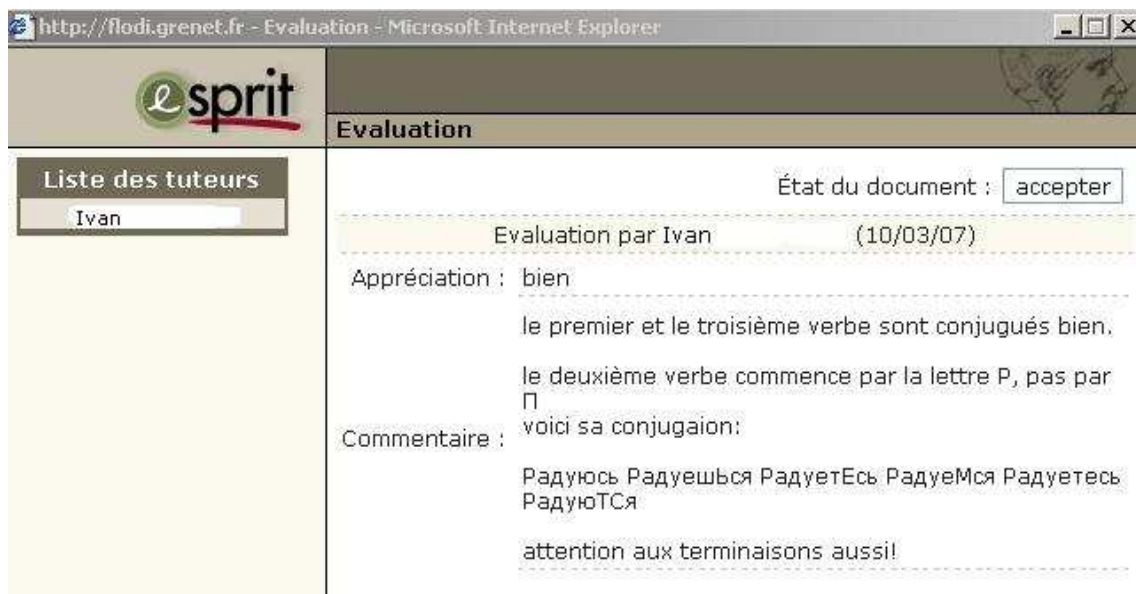 http://flodi.grenet.fr - Evaluation - Microsoft Internet Explorer
esprit
Evaluation
Liste des tuteurs
Ivan
État du document : accepter
Evaluation par Ivan (10/03/07)
Appréciation : bien
le premier et le troisième verbe sont conjugués bien.
le deuxième verbe commence par la lettre Р, pas par
П
Commentaire :
voici sa conjugaion:
Радуюсь РадуешЬся РадуетЕсь РадуеМся Радуетесь
РадуюТСя
attention aux terminaisons aussi!